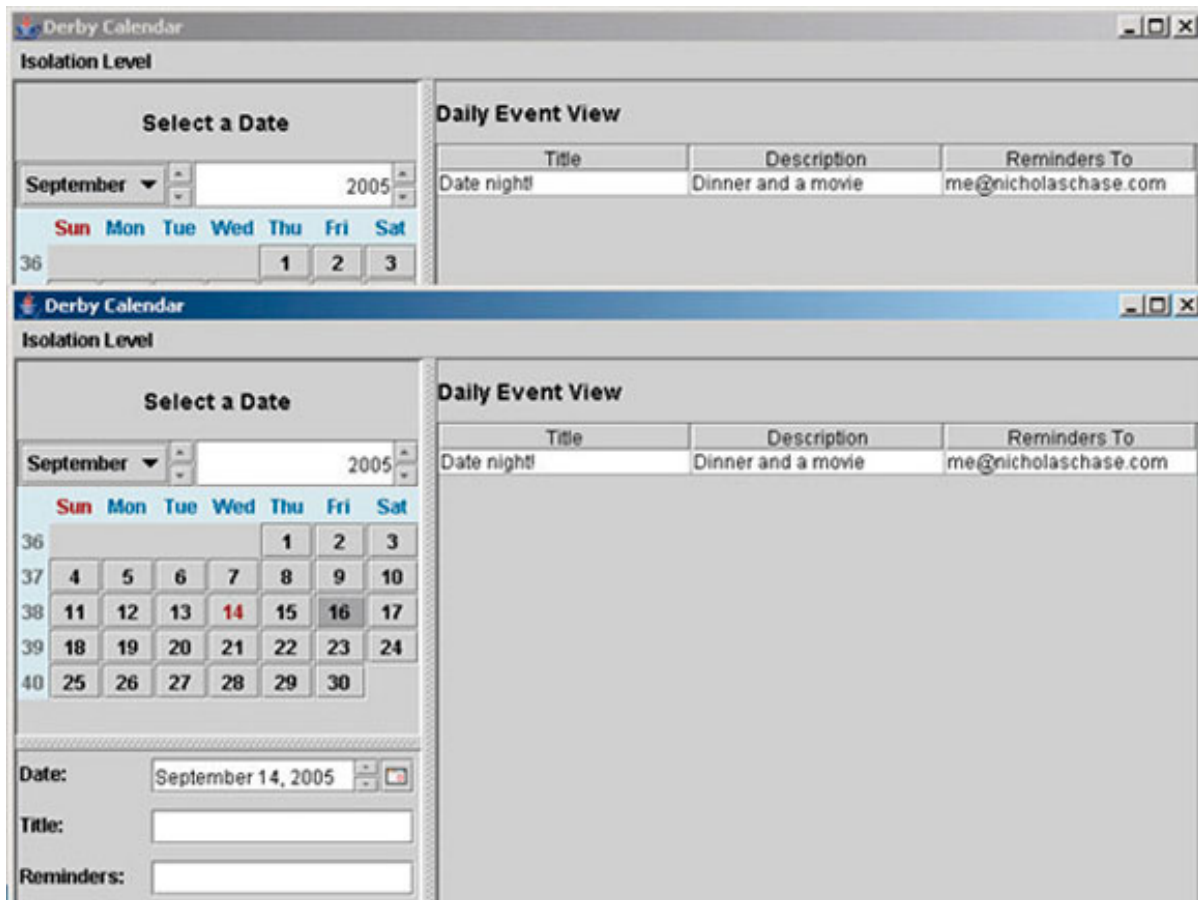 Derby Calendar
Isolation Level
Select a Date
September 2005
Sun Mon Tue Wed Thu Fri Sat
36 1 2 3
Daily Event View
Title Description Reminders To
Date night! Dinner and a movie me@nicholaschase.com
Derby Calendar
Isolation Level
Select a Date
September 2005
Sun Mon Tue Wed Thu Fri Sat
36 1 2 3
37 4 5 6 7 8 9 10
38 11 12 13 14 15 16 17
39 18 19 20 21 22 23 24
40 25 26 27 28 29 30
Date: September 14, 2005
Title:
Reminders:
Daily Event View
Title Description Reminders To
Date night! Dinner and a movie me@nicholaschase.com